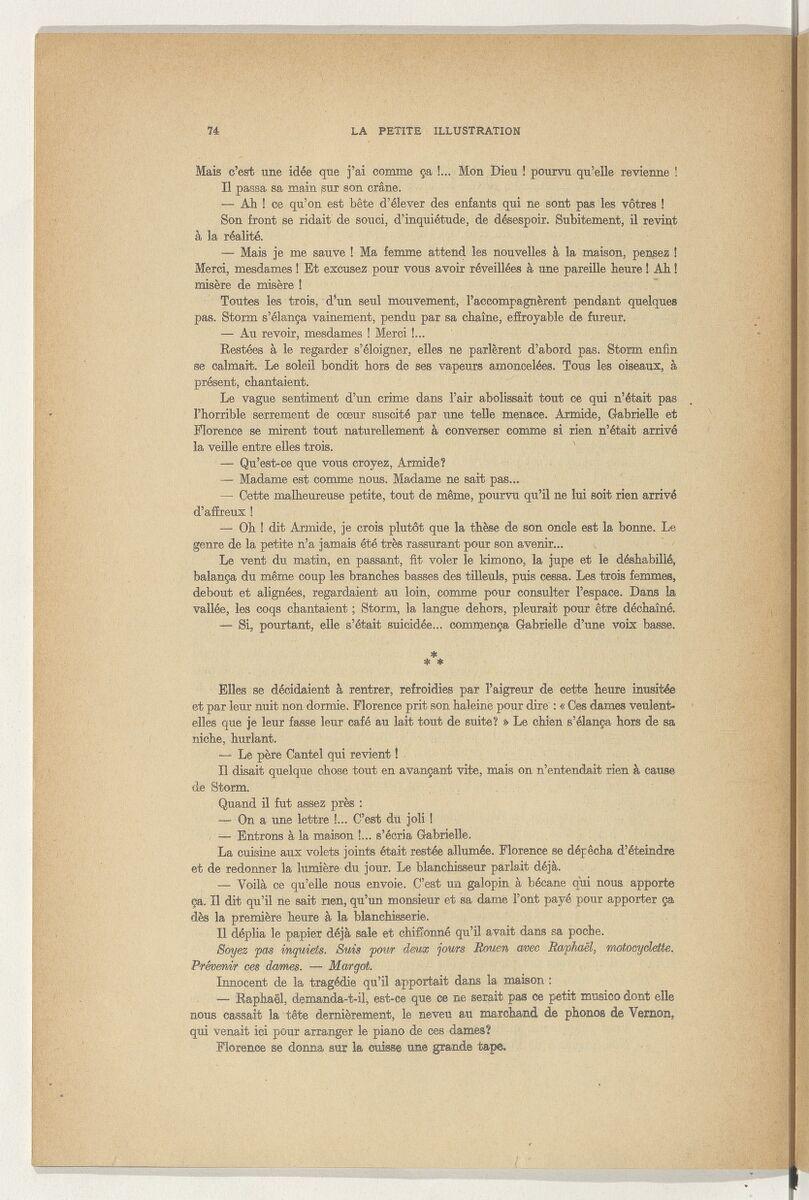 74
LA PETITE ILLUSTRATION
Mais c'est une idée que j'ai comme ça !... Mon Dieu ! pourvu qu'elle revienne !
Il passa sa main sur son crâne.
— Ah ! ce qu'on est bête d'élever des enfants qui ne sont pas les vôtres !
Son front se ridait de souci, d'inquiétude, de désespoir. Subitement, il revint
à la réalité.
— Mais je me sauve ! Ma femme attend les nouvelles à la maison, pensez !
Merci, mesdames ! Et excusez pour vous avoir réveillées à une pareille heure ! Ah !
misère de misère !
Toutes les trois, d'un seul mouvement, l'accompagnèrent pendant quelques
pas. Storm s'élança vainement, pendu par sa chaîne, effroyable de fureur.
— Au revoir, mesdames ! Merci !...
Restées à le regarder s'éloigner, elles ne parlèrent d'abord pas. Storm enfin
se calmait. Le soleil bondit hors de ses vapeurs amoncelées. Tous les oiseaux, à
présent, chantaient.
Le vague sentiment d'un crime dans l'air abolissait tout ce qui n'était pas
l'horrible serrement de cœur suscité par une telle menace. Armide, Gabrielle et
Florence se mirent tout naturellement à converser comme si rien n'était arrivé
la veille entre elles trois.
— Qu'est-ce que vous croyez, Armide?
— Madame est comme nous. Madame ne sait pas...
— Cette malheureuse petite, tout de même, pourvu qu'il ne lui soit rien arrivé
d'affreux !
— Oh ! dit Armide, je crois plutôt que la thèse de son oncle est la bonne. Le
genre de la petite n'a jamais été très rassurant pour son avenir...
Le vent du matin, en passant, fit voler le kimono, la jupe et le déshabillé,
balança du même coup les branches basses des tilleuls, puis cessa. Les trois femmes,
debout et alignées, regardaient au loin, comme pour consulter l'espace. Dans la
vallée, les coqs chantaient ; Storm, la langue dehors, pleurait pour être déchaîné.
— Si, pourtant, elle s'était suicidée... commença Gabrielle d'une voix basse.
*
* *
Elles se décidaient à rentrer, refroidies par l'aigreur de cette heure inusitée
et par leur nuit non dormie. Florence prit son haleine pour dire : « Ces dames veulent-
elles que je leur fasse leur café au lait tout de suite? » Le chien s'élança hors de sa
niche, hurlant.
— Le père Cantel qui revient !
Il disait quelque chose tout en avançant vite, mais on n'entendait rien à cause
de Storm.
Quand il fut assez près :
— On a une lettre !... C'est du joli !
— Entrons à la maison !... s'écria Gabrielle.
La cuisine aux volets joints était restée allumée. Florence se dépêcha d'éteindre
et de redonner la lumière du jour. Le blanchisseur parlait déjà.
— Voilà ce qu'elle nous envoie. C'est un galopin à bécane qui nous apporte
ça. Il dit qu'il ne sait rien, qu'un monsieur et sa dame l'ont payé pour apporter ça
dès la première heure à la blanchisserie.
Il déplia le papier déjà sale et chiffonné qu'il avait dans sa poche.
Soyez pas inquiets. Suis pour deux jours Rouen avec Raphaël, motocyclette.
Prévenir ces dames. — Margot.
Innocent de la tragédie qu'il apportait dans la maison :
— Raphaël, demanda-t-il, est-ce que ce ne serait pas ce petit musico dont elle
nous cassait la tête dernièrement, le neveu au marchand de phonos de Vernon,
qui venait ici pour arranger le piano de ces dames?
Florence se donna sur la cuisse une grande tape.